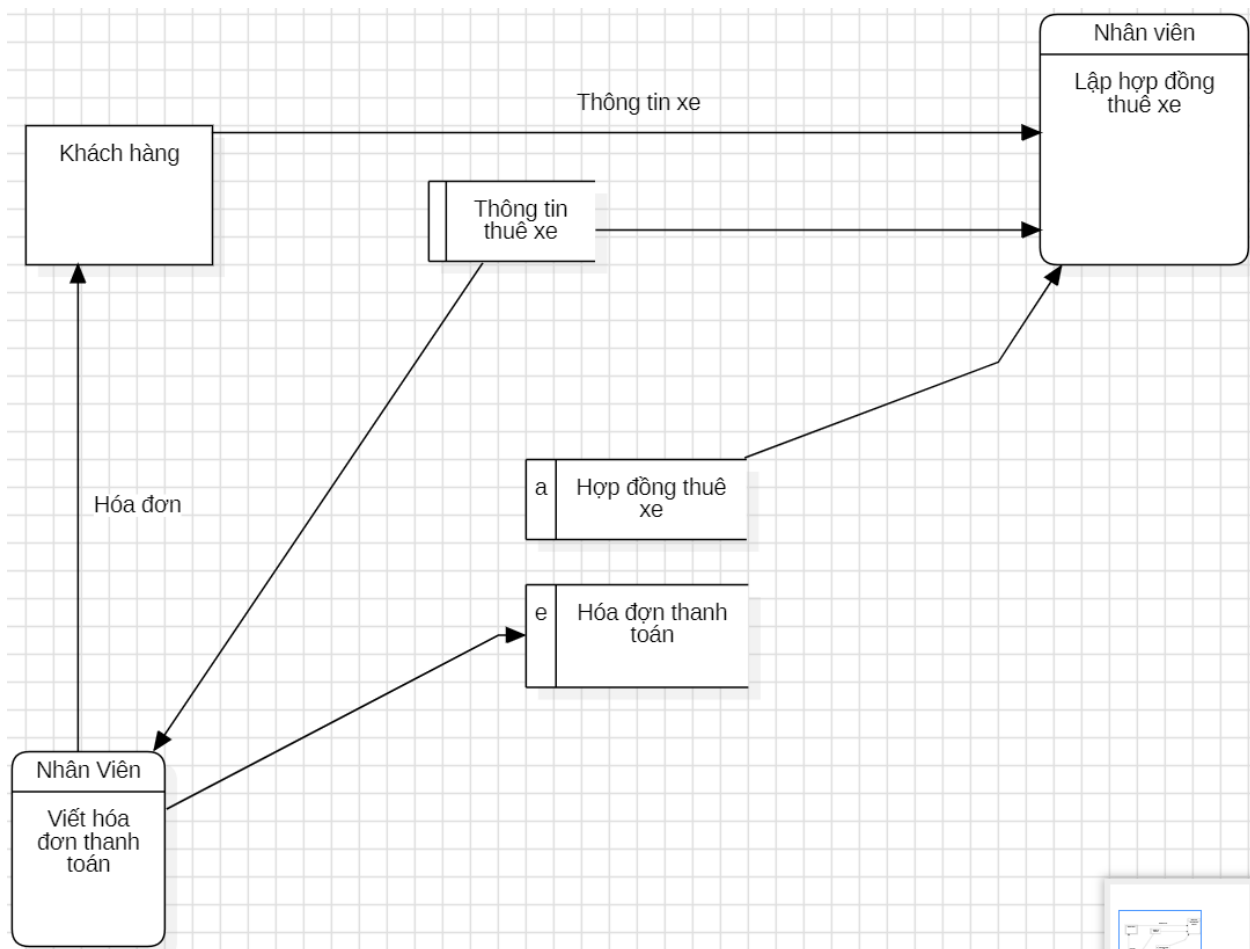 Nhân viên
Lập hợp đồng
thuê xe
Thông tin xe
Khách hàng
Thông tin
thuê xe
a
Hợp đồng thuê
xe
Hóa đơn
e
Hóa đợn thanh
toán
Nhân Viên
Viết hóa
đơn thanh
toán